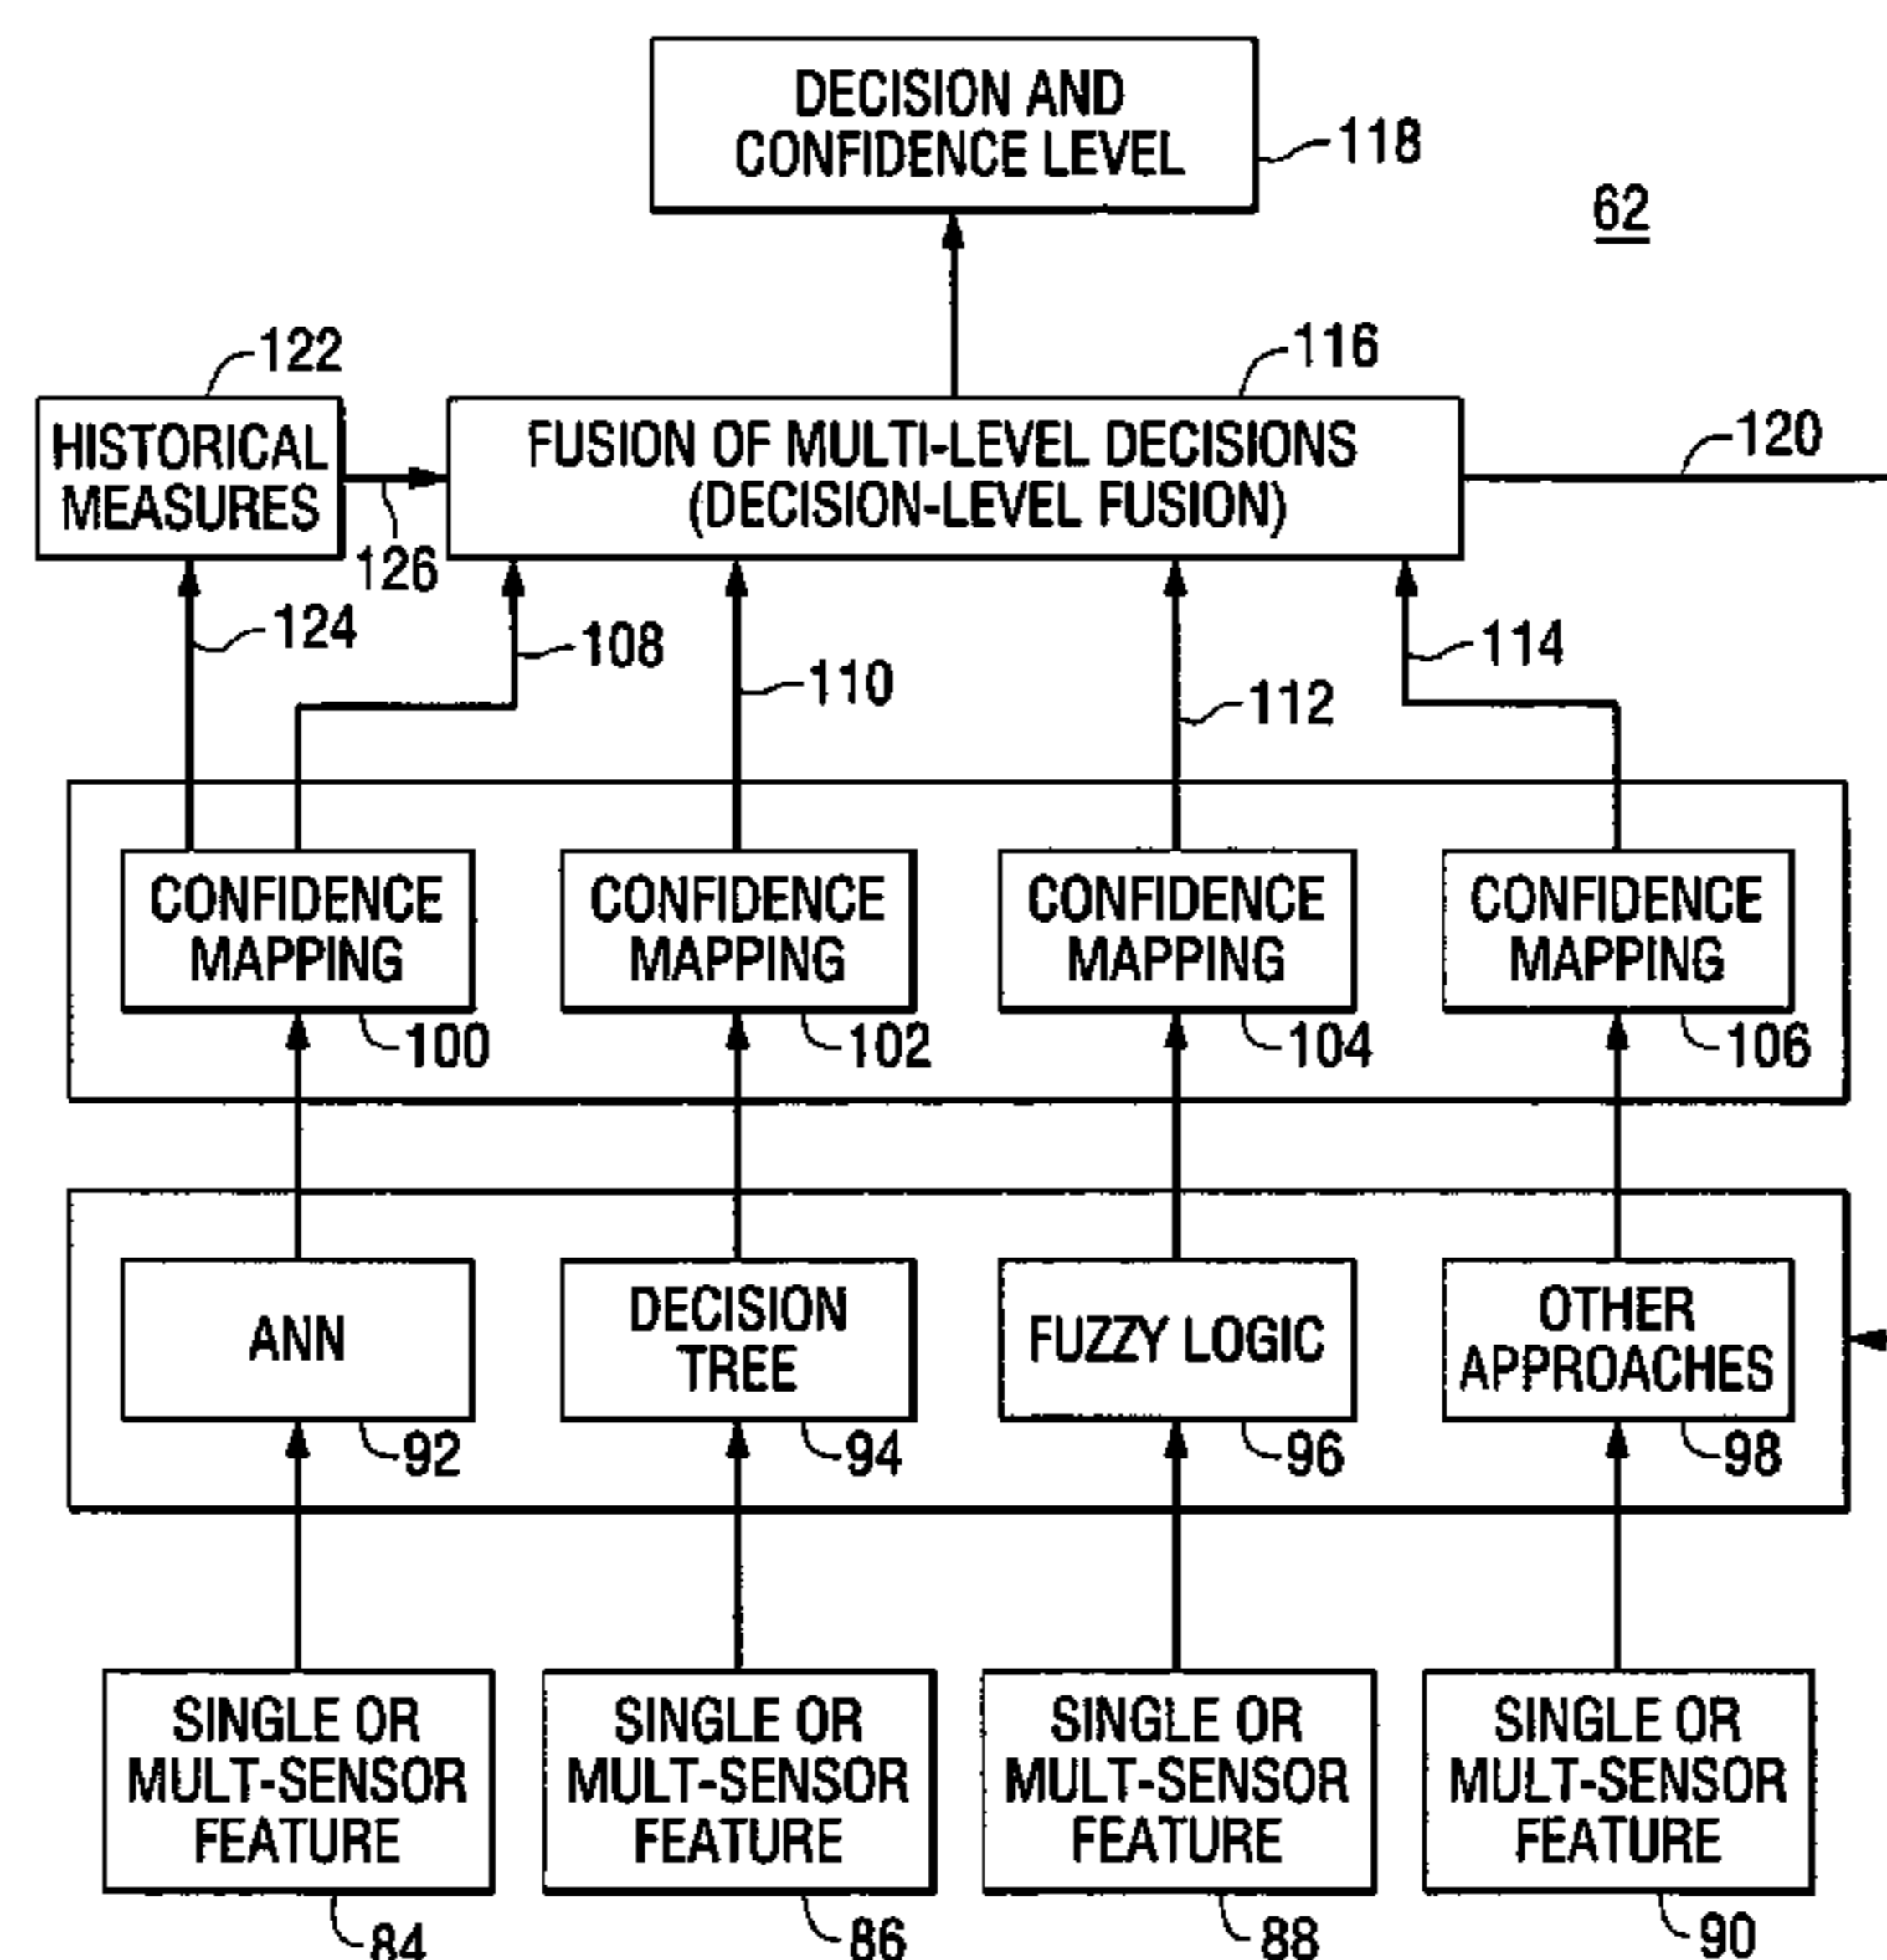 DECISION AND
CONFIDENCE LEVEL
118
62
122
116
HISTORICAL
MEASURES
FUSION OF MULTI-LEVEL DECISIONS
(DECISION-LEVEL FUSION)
120
126
124
108
110
112
114
CONFIDENCE
MAPPING
100
CONFIDENCE
MAPPING
102
CONFIDENCE
MAPPING
104
CONFIDENCE
MAPPING
106
ANN
92
DECISION
TREE
94
FUZZY LOGIC
96
OTHER
APPROACHES
98
SINGLE OR
MULT-SENSOR
FEATURE
84
SINGLE OR
MULT-SENSOR
FEATURE
86
SINGLE OR
MULT-SENSOR
FEATURE
88
SINGLE OR
MULT-SENSOR
FEATURE
90